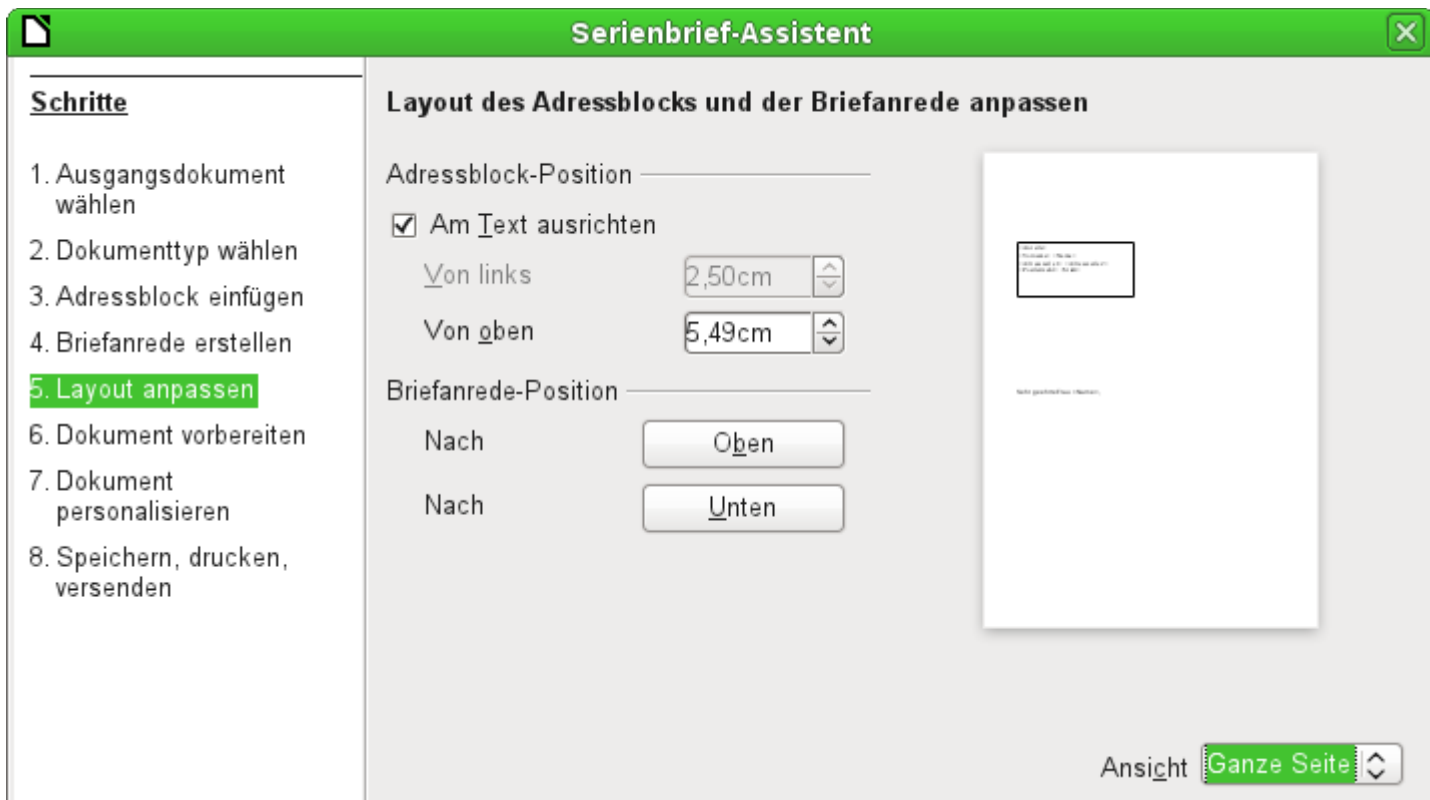 Serienbrief-Assistent
Schritte
1. Ausgangsdokument
wählen
2. Dokumenttyp wählen
3. Adressblock einfügen
4. Briefanrede erstellen
5. Layout anpassen
6. Dokument vorbereiten
7. Dokument
personalisieren
8. Speichern, drucken,
versenden
Layout des Adressblocks und der Briefanrede anpassen
Adressblock-Position
Am Text ausrichten
Von links 2,50cm
Von oben 5,49cm
Briefanrede-Position
Nach Oben
Nach Unten
Ansicht Ganze Seite